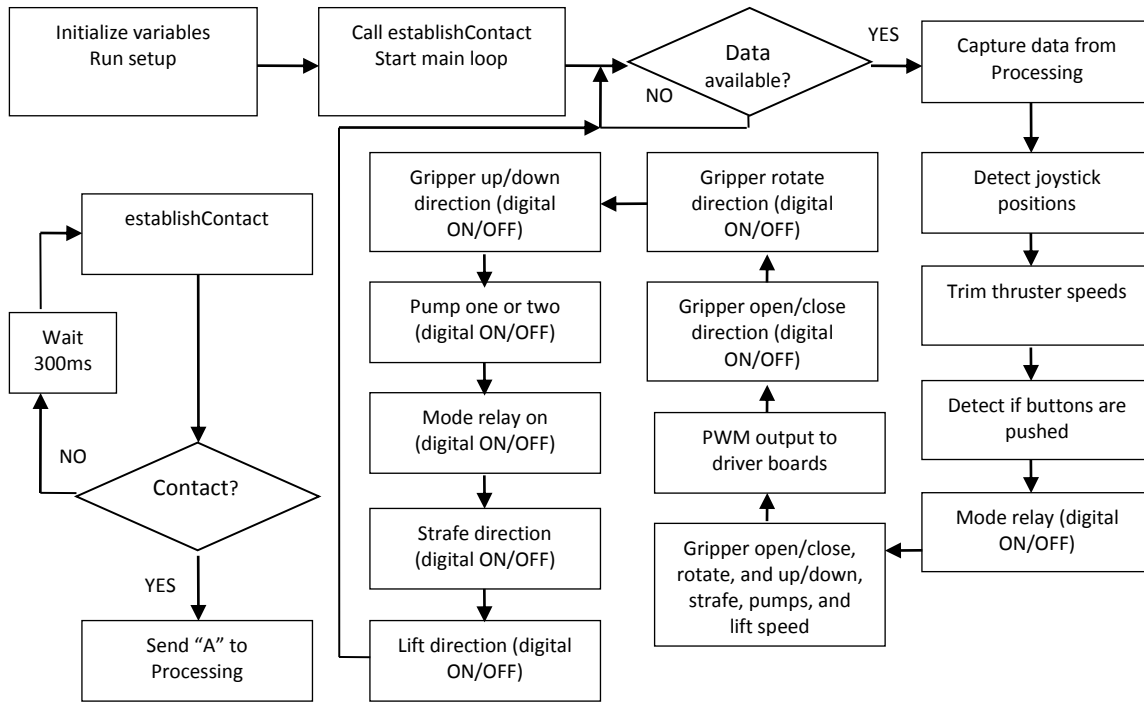 Initialize variables
Run setup
Call establishContact
Start main loop
Data
available?
YES
NO
Capture data from
Processing
Detect joystick
positions
Trim thruster speeds
Detect if buttons are
pushed
Mode relay (digital
ON/OFF)
Gripper open/close,
rotate, and up/down,
strafe, pumps, and
lift speed
PWM output to
driver boards
Gripper open/close
direction (digital
ON/OFF)
Gripper rotate
direction (digital
ON/OFF)
Gripper up/down
direction (digital
ON/OFF)
Pump one or two
(digital ON/OFF)
Mode relay on
(digital ON/OFF)
Strafe direction
(digital ON/OFF)
Lift direction (digital
ON/OFF)
establishContact
Wait
300ms
NO
Contact?
YES
Send “A” to
Processing